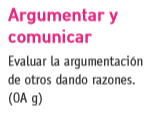 Argumentar y
comunicar
Evaluar la argumentación
de otros dando razones.
(OA g)